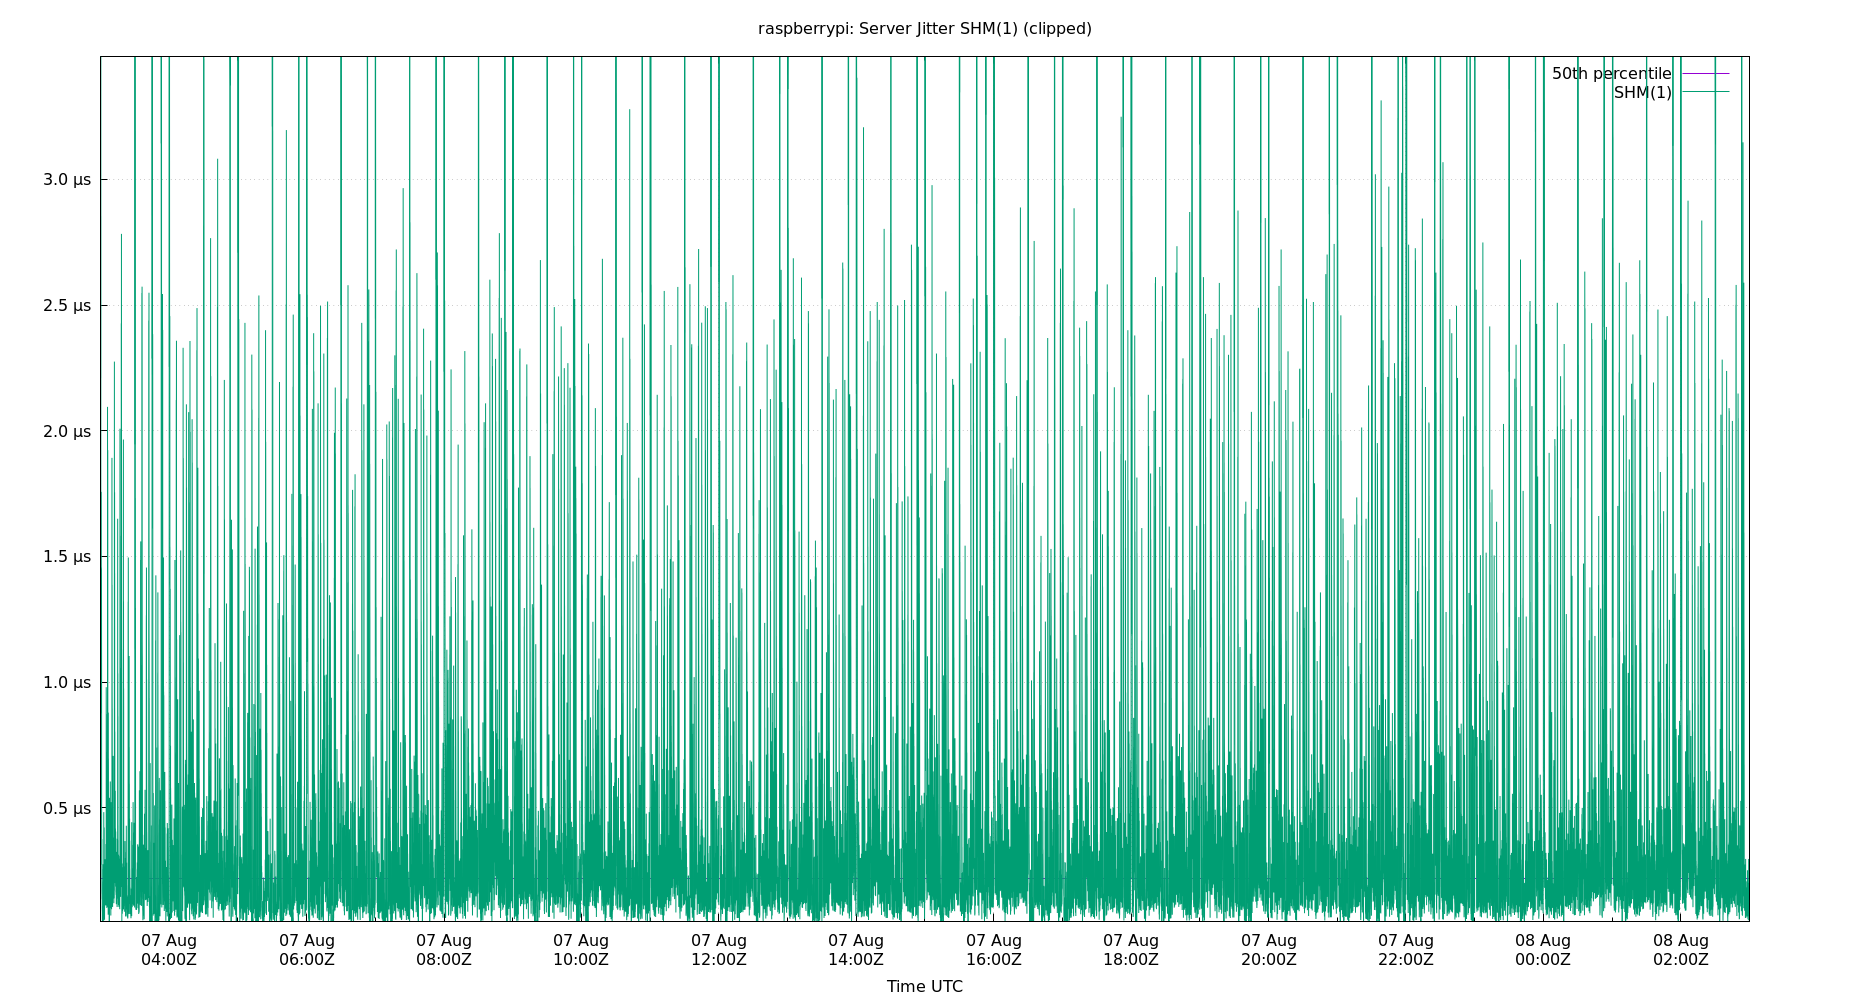 raspberrypi: Server Jitter SHM(1) (clipped)
50th percentile
SHM(1)
3.0 µs
2.5 µs
2.0 µs
1.5 µs
1.0 µs
0.5 µs
07 Aug 07 Aug 07 Aug 07 Aug 07 Aug 07 Aug 07 Aug 07 Aug 07 Aug 07 Aug 08 Aug 08 Aug
04:00Z 06:00Z 08:00Z 10:00Z 12:00Z 14:00Z 16:00Z 18:00Z 20:00Z 22:00Z 00:00Z 02:00Z
Time UTC